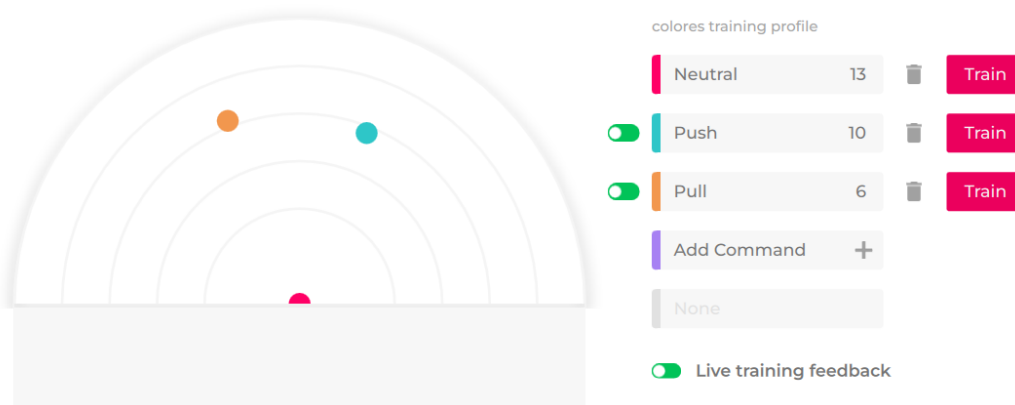 colores training profile
Neutral 13 Train
Push 10 Train
Pull 6 Train
Add Command +
None
Live training feedback